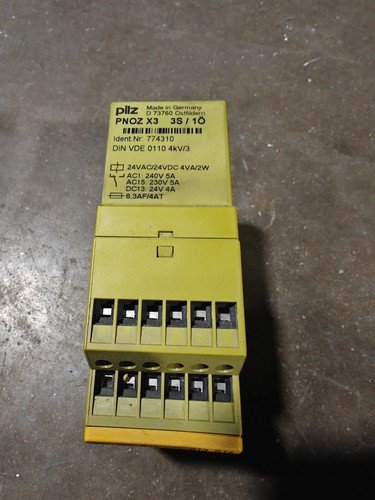 pilz Made in Germany
D 73760 Ostfildern
PNOZ X3 3S / 1Ö
Ident Nr: 774310
DIN VDE 0110 4kV/3
24VAC/24VDC 4VA/2W
AC1: 240V 5A
AC15: 230V 5A
DC13: 24V 4A
6.3AF/4AT